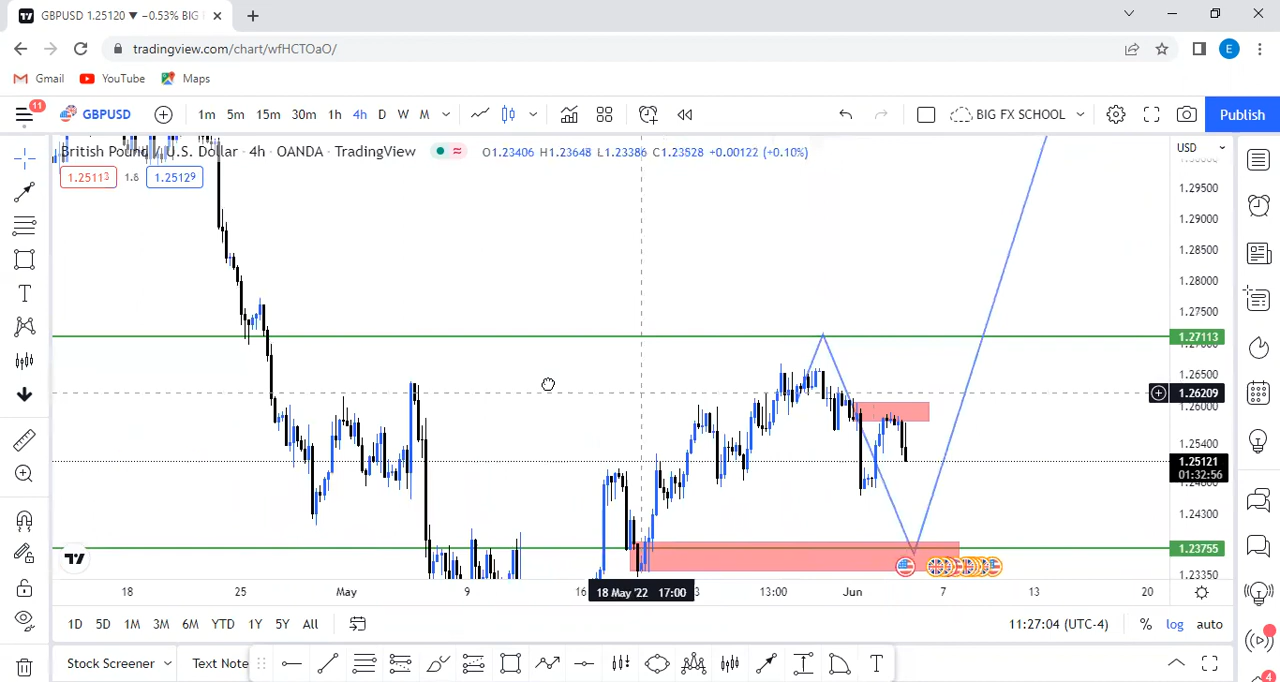 GBPUSD 1.25120 ▼ −0.53% BIG
tradingview.com/chart/wfHCTOaO/
E
Gmail YouTube Maps
11
GBPUSD 1m 5m 15m 30m 1h 4h D W M BIG FX SCHOOL Publish
British Pound / U.S. Dollar · 4h · OANDA · TradingView O1.23406 H1.23648 L1.23386 C1.23528 +0.00122 (+0.10%) USD
1.25113 1.6 1.25129
1.29500
1.29000
1.28500
1.28000
1.27500
1.27113
1.26500
1.26209
1.26000
1.25400
1.25121
01:32:56
1.24300
1.23755
1.23350
18 25 May 9 16 18 May '22 17:00 3 13:00 Jun 7 13 20
1D 5D 1M 3M 6M YTD 1Y 5Y All 11:27:04 (UTC-4) % log auto
Stock Screener Text Note
4